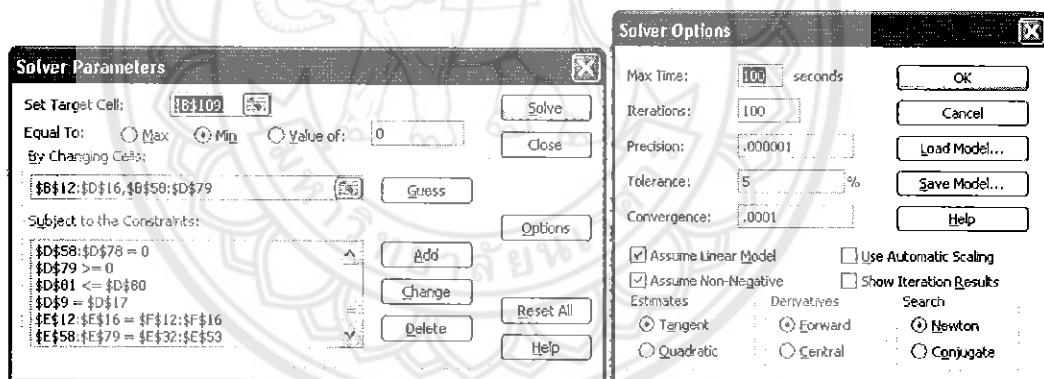 Solver Parameters
Set Target Cell: $B$109
Equal To: Max Min Value of: 0
By Changing Cells:
$B$12:$D$16,$B$58:$D$79
Subject to the Constraints:
$D$58:$D$78 = 0
$D$79 >= 0
$D$81 <= $D$80
$D$9 = $D$17
$E$12:$E$16 = $F$12:$F$16
$E$58:$E$79 = $E$32:$E$53
Solve
Close
Guess
Options
Add
Change
Delete
Reset All
Help
Solver Options
Max Time: 100 seconds
Iterations: 100
Precision: .000001
Tolerance: 5 %
Convergence: .0001
OK
Cancel
Load Model...
Save Model...
Help
Assume Linear Model
Use Automatic Scaling
Assume Non-Negative
Show Iteration Results
Estimates
Tangent
Quadratic
Derivatives
Forward
Central
Search
Newton
Conjugate